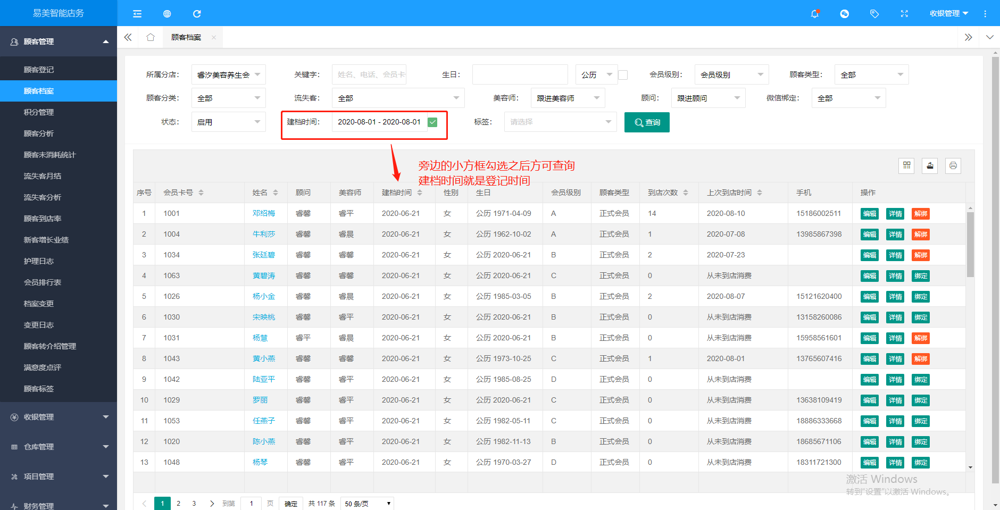 易美智能店务
收银管理
顾客管理
顾客登记
顾客档案
积分管理
顾客分析
顾客未消耗统计
流失客月结
流失客分析
顾客到店率
新客增长业绩
护理日志
会员排行表
档案变更
变更日志
顾客转介绍管理
满意度点评
顾客标签
收银管理
仓库管理
项目管理
财务管理
顾客档案
所属分店： 睿汐美容养生会 关键字： 姓名、电话、会员卡 生日： 公历 会员级别： 会员级别 顾客类型： 全部
顾客分类： 全部 流失客： 全部 美容师： 跟进美容师 顾问： 跟进顾问 微信绑定： 全部
状态： 启用 建档时间： 2020-08-01 - 2020-08-01 标签： 请选择 查询
旁边的小方框勾选之后方可查询
建档时间就是登记时间
序号 会员卡号 姓名 顾问 美容师 建档时间 性别 生日 会员级别 顾客类型 到店次数 上次到店时间 手机 操作
1 1001 邓绍梅 睿馨 睿平 2020-06-21 女 公历 1971-04-09 A 正式会员 14 2020-08-10 15186002511 编辑 详情 解绑
2 1004 牛利莎 睿馨 睿晨 2020-06-21 女 公历 1962-10-02 A 正式会员 1 2020-07-08 13985867398 编辑 详情 解绑
3 1034 张廷碧 睿馨 睿馨 2020-06-21 女 公历 2020-06-21 B 正式会员 2 2020-07-23 编辑 详情 解绑
4 1063 黄碧涛 睿馨 睿馨 2020-06-21 女 公历 2020-06-21 C 正式会员 0 从未到店消费 编辑 详情 绑定
5 1026 杨小金 睿馨 睿晨 2020-06-21 女 公历 1985-03-05 B 正式会员 2 2020-08-07 15121620400 编辑 详情 绑定
6 1030 宋映桃 睿馨 睿平 2020-06-21 女 公历 2020-06-21 B 正式会员 0 从未到店消费 13158260086 编辑 详情 绑定
7 1031 杨慧 睿平 睿晨 2020-06-21 女 公历 2020-06-21 B 正式会员 0 从未到店消费 15958561601 编辑 详情 解绑
8 1043 黄小燕 睿馨 睿馨 2020-06-21 女 公历 1973-10-25 C 正式会员 1 2020-08-01 13765607416 编辑 详情 解绑
9 1042 陆亚平 睿馨 睿平 2020-06-21 女 公历 1985-08-25 D 正式会员 0 从未到店消费 编辑 详情 绑定
10 1029 罗丽 睿馨 睿平 2020-06-21 女 公历 2020-06-21 C 正式会员 0 从未到店消费 13638109419 编辑 详情 绑定
11 1053 任燕子 睿馨 睿平 2020-06-21 女 公历 1982-05-11 C 正式会员 0 从未到店消费 18886333668 编辑 详情 绑定
12 1020 陈小燕 睿馨 睿平 2020-06-21 女 公历 1982-11-13 B 正式会员 0 从未到店消费 18685671106 编辑 详情 绑定
13 1048 杨琴 睿馨 睿平 2020-06-21 女 公历 1970-03-27 D 正式会员 0 从未到店消费 18311721300 编辑 详情 绑定
激活 Windows
转到"设置"以激活 Windows。
1 2 3 到第 1 页 确定 共 117 条 50 条/页